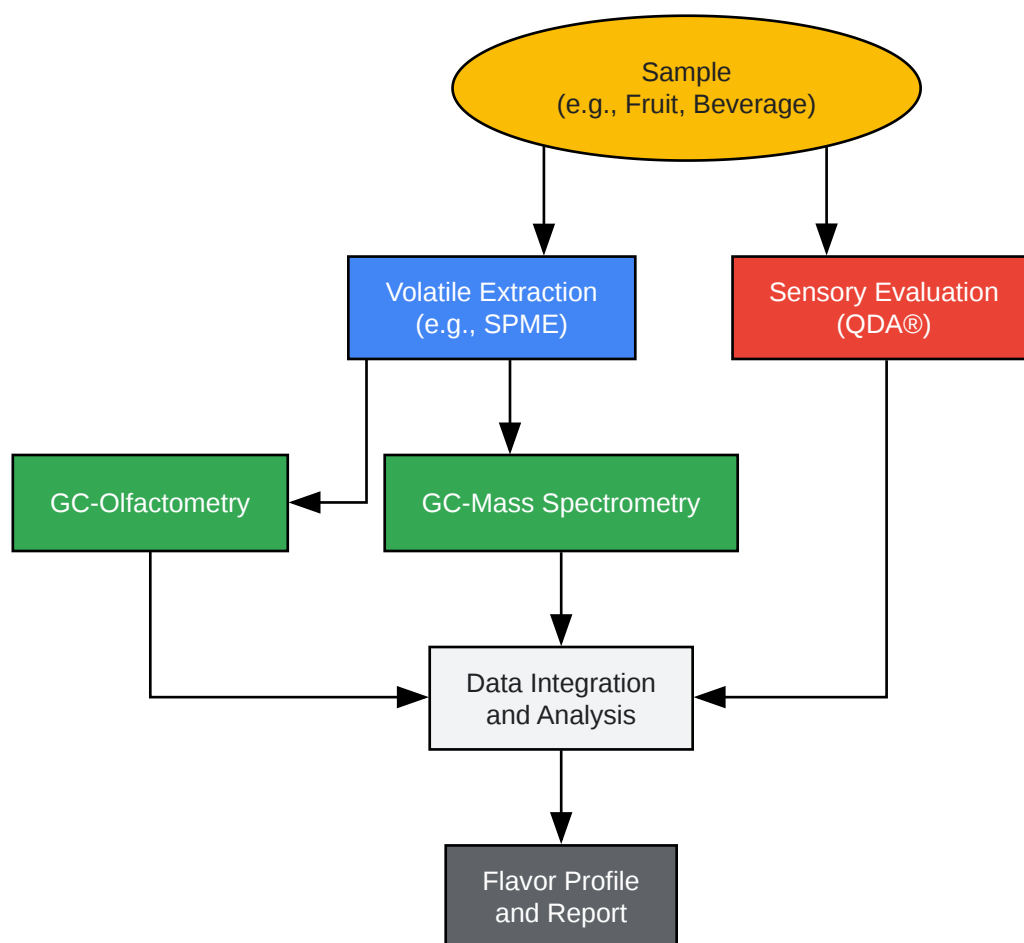 Sample
(e.g., Fruit, Beverage)
Volatile Extraction
(e.g., SPME)
Sensory Evaluation
(QDA®)
GC-Olfactometry
GC-Mass Spectrometry
Data Integration
and Analysis
Flavor Profile
and Report